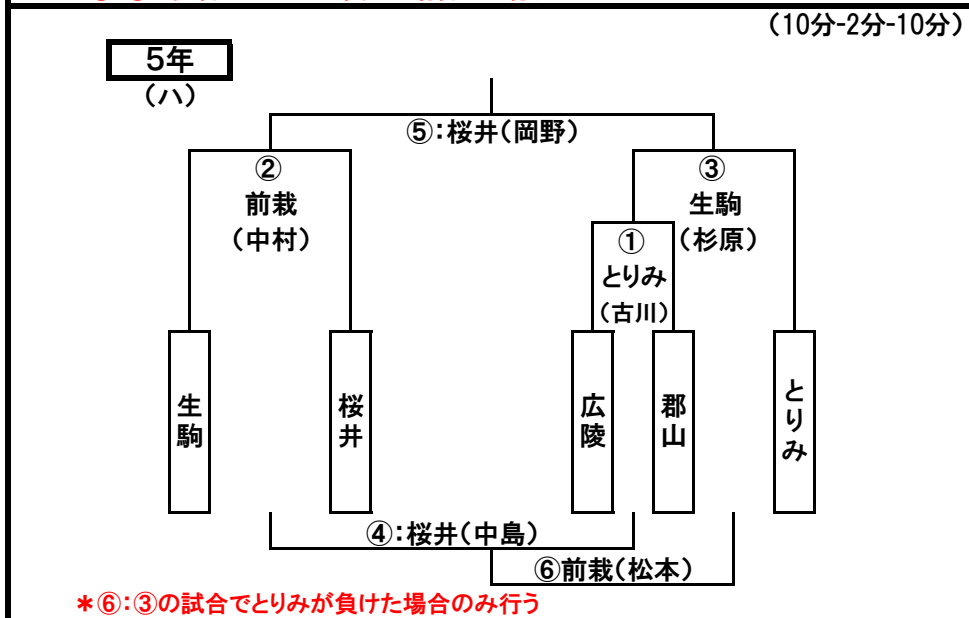 (10分-2分-10分)
5年
(ハ)
⑤:桜井(岡野)
②
前栽
(中村)
③
生駒
(杉原)
①
とりみ
(古川)
生駒
桜井
広陵
郡山
とりみ
④:桜井(中島)
⑥前栽(松本)
*⑥:③の試合でとりみが負けた場合のみ行う